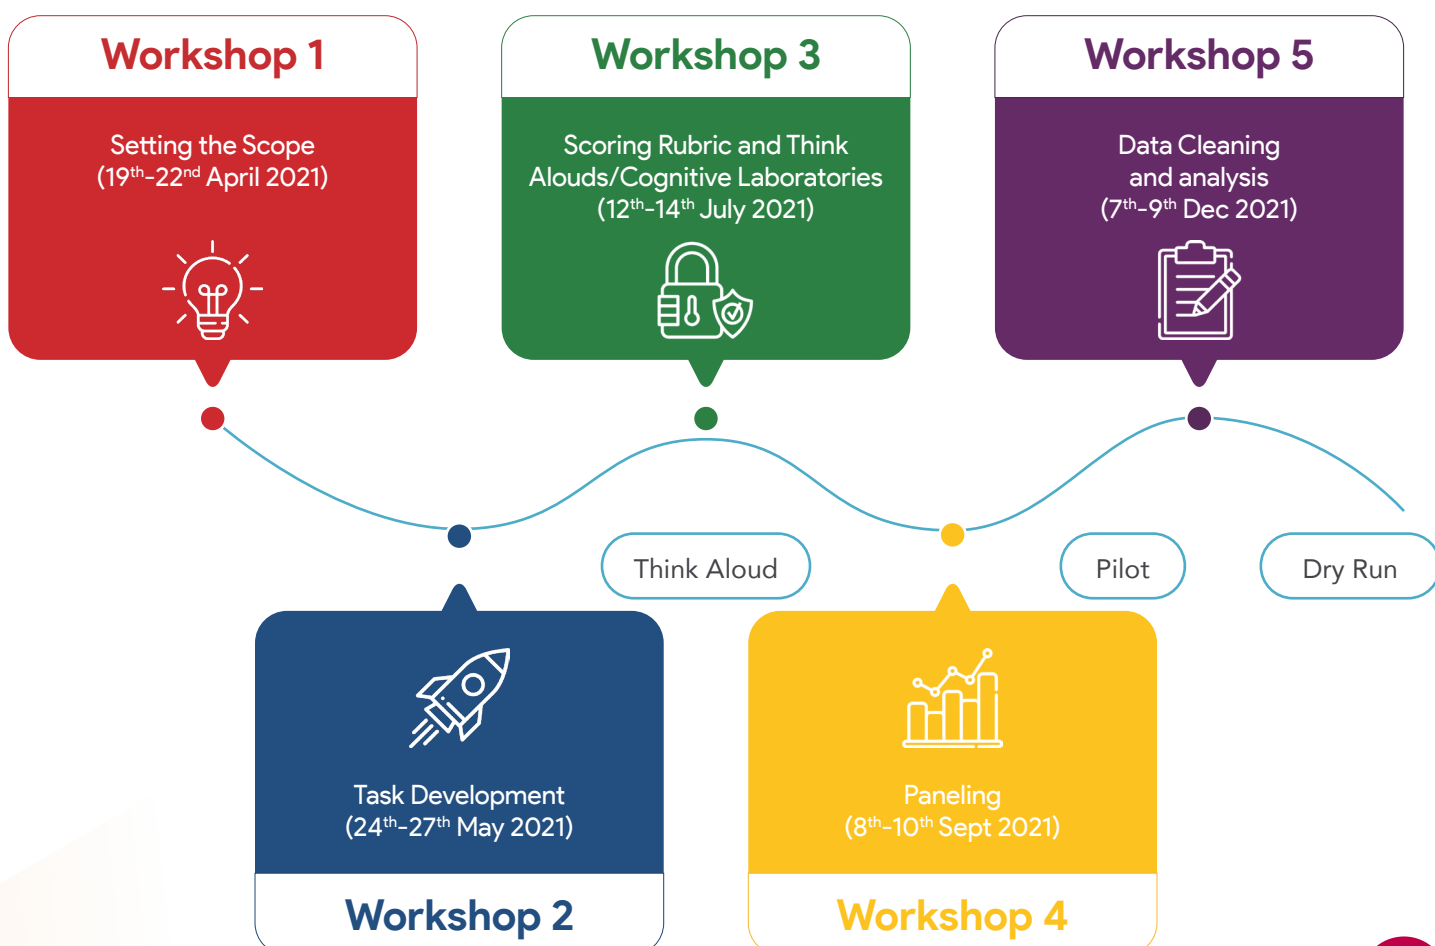 Workshop 1
Setting the Scope
(19th-22nd April 2021)
Workshop 3
Scoring Rubric and Think
Alouds/Cognitive Laboratories
(12th-14th July 2021)
Workshop 5
Data Cleaning
and analysis
(7th-9th Dec 2021)
Think Aloud
Pilot
Dry Run
Task Development
(24th-27th May 2021)
Workshop 2
Paneling
(8th-10th Sept 2021)
Workshop 4